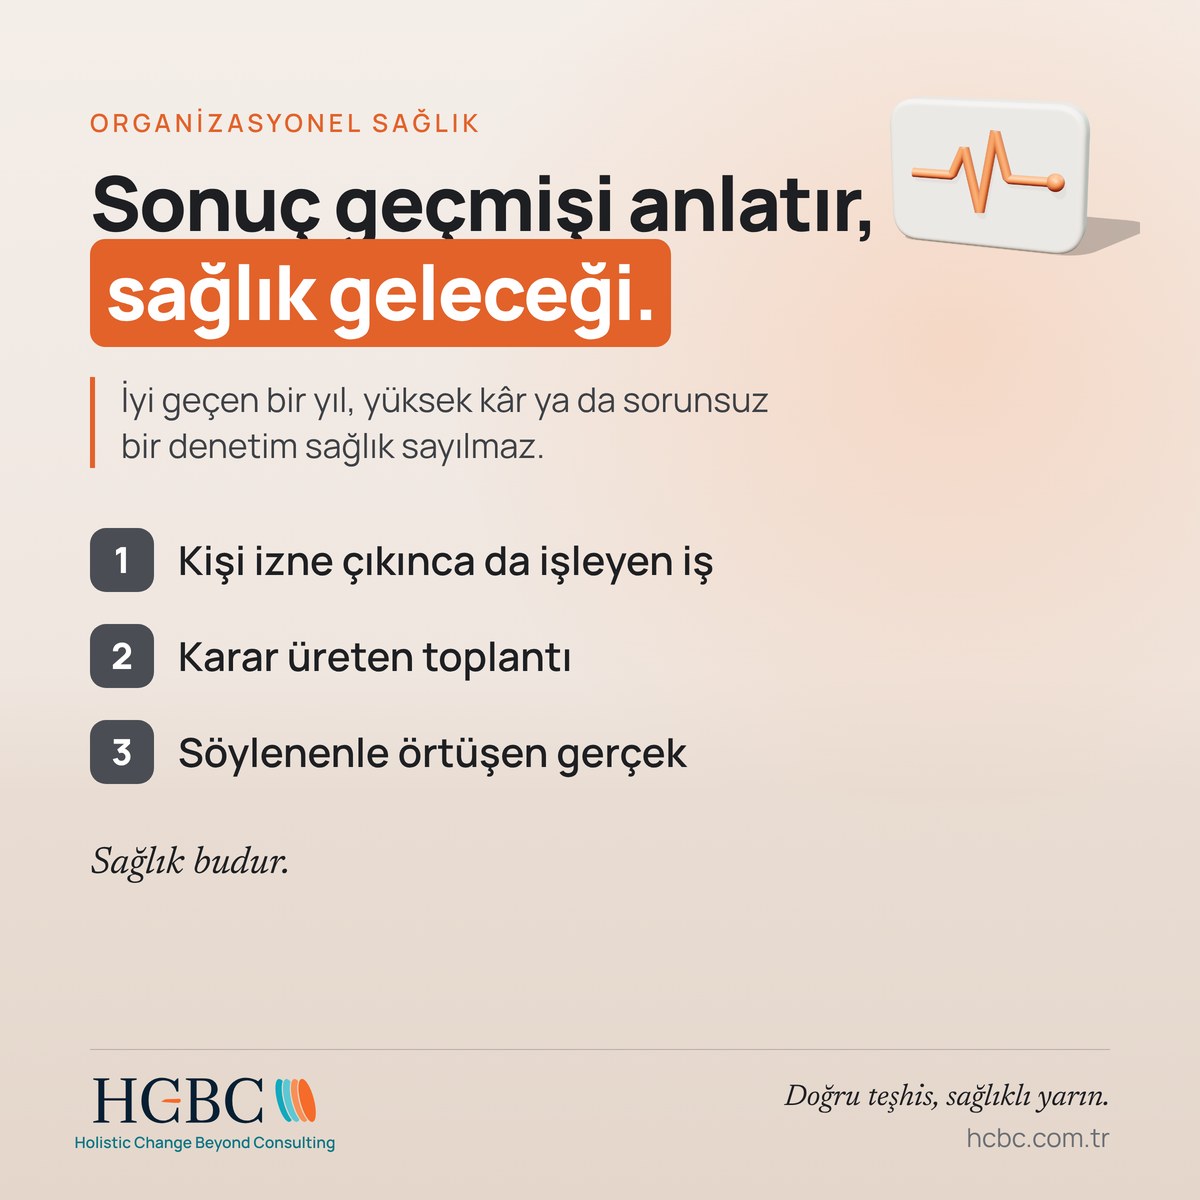 ORGANİZASYONEL SAĞLIK
Sonuç geçmişi anlatır,
sağlık geleceği.
İyi geçen bir yıl, yüksek kâr ya da sorunsuz
bir denetim sağlık sayılmaz.
1 Kişi izne çıkınca da işleyen iş
2 Karar üreten toplantı
3 Söylenenle örtüşen gerçek
Sağlık budur.
HCBC
Holistic Change Beyond Consulting
Doğru teşhis, sağlıklı yarın.
hcbc.com.tr